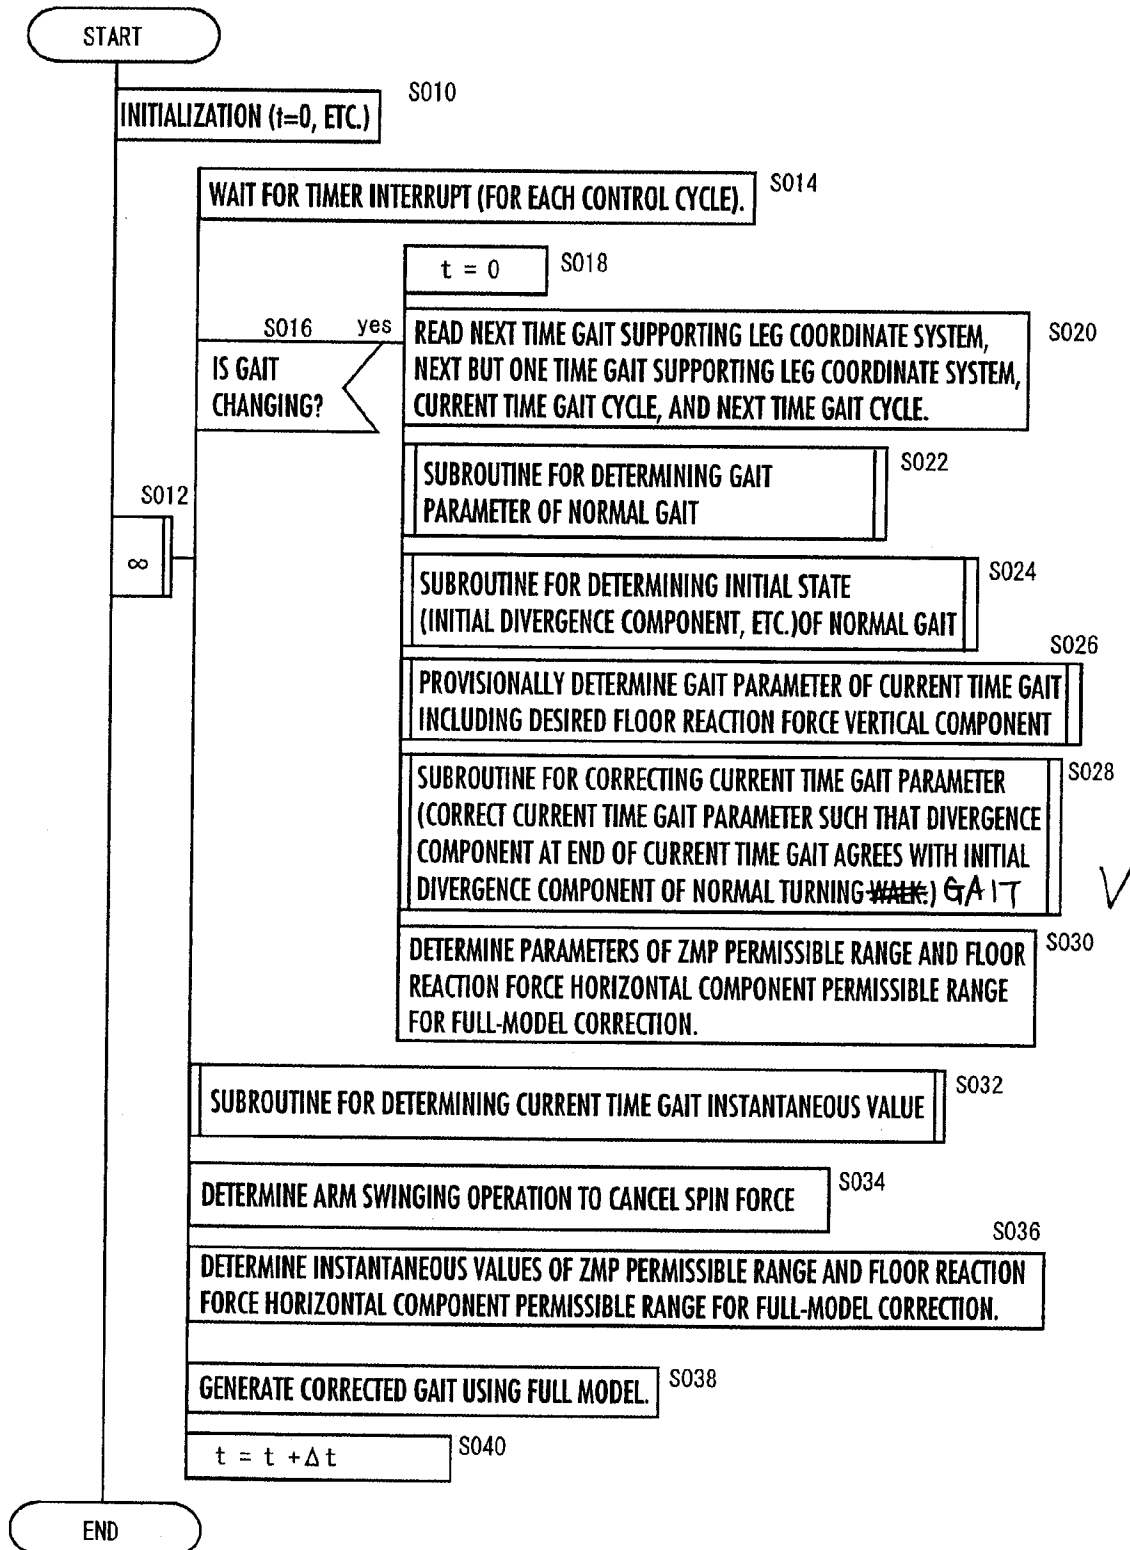 START
S010
INITIALIZATION (t=0, ETC.)
S014
WAIT FOR TIMER INTERRUPT (FOR EACH CONTROL CYCLE).
t = 0
S018
S016
yes
IS GAIT
CHANGING?
S020
READ NEXT TIME GAIT SUPPORTING LEG COORDINATE SYSTEM,
NEXT BUT ONE TIME GAIT SUPPORTING LEG COORDINATE SYSTEM,
CURRENT TIME GAIT CYCLE, AND NEXT TIME GAIT CYCLE.
S022
SUBROUTINE FOR DETERMINING GAIT
PARAMETER OF NORMAL GAIT
S012
∞
S024
SUBROUTINE FOR DETERMINING INITIAL STATE
(INITIAL DIVERGENCE COMPONENT, ETC.)OF NORMAL GAIT
S026
PROVISIONALLY DETERMINE GAIT PARAMETER OF CURRENT TIME GAIT
INCLUDING DESIRED FLOOR REACTION FORCE VERTICAL COMPONENT
S028
SUBROUTINE FOR CORRECTING CURRENT TIME GAIT PARAMETER
(CORRECT CURRENT TIME GAIT PARAMETER SUCH THAT DIVERGENCE
COMPONENT AT END OF CURRENT TIME GAIT AGREES WITH INITIAL
DIVERGENCE COMPONENT OF NORMAL TURNING WALK.) GAIT
S030
DETERMINE PARAMETERS OF ZMP PERMISSIBLE RANGE AND FLOOR
REACTION FORCE HORIZONTAL COMPONENT PERMISSIBLE RANGE
FOR FULL-MODEL CORRECTION.
S032
SUBROUTINE FOR DETERMINING CURRENT TIME GAIT INSTANTANEOUS VALUE
S034
DETERMINE ARM SWINGING OPERATION TO CANCEL SPIN FORCE
S036
DETERMINE INSTANTANEOUS VALUES OF ZMP PERMISSIBLE RANGE AND FLOOR REACTION
FORCE HORIZONTAL COMPONENT PERMISSIBLE RANGE FOR FULL-MODEL CORRECTION.
GENERATE CORRECTED GAIT USING FULL MODEL.
S038
t = t +Δt
S040
END